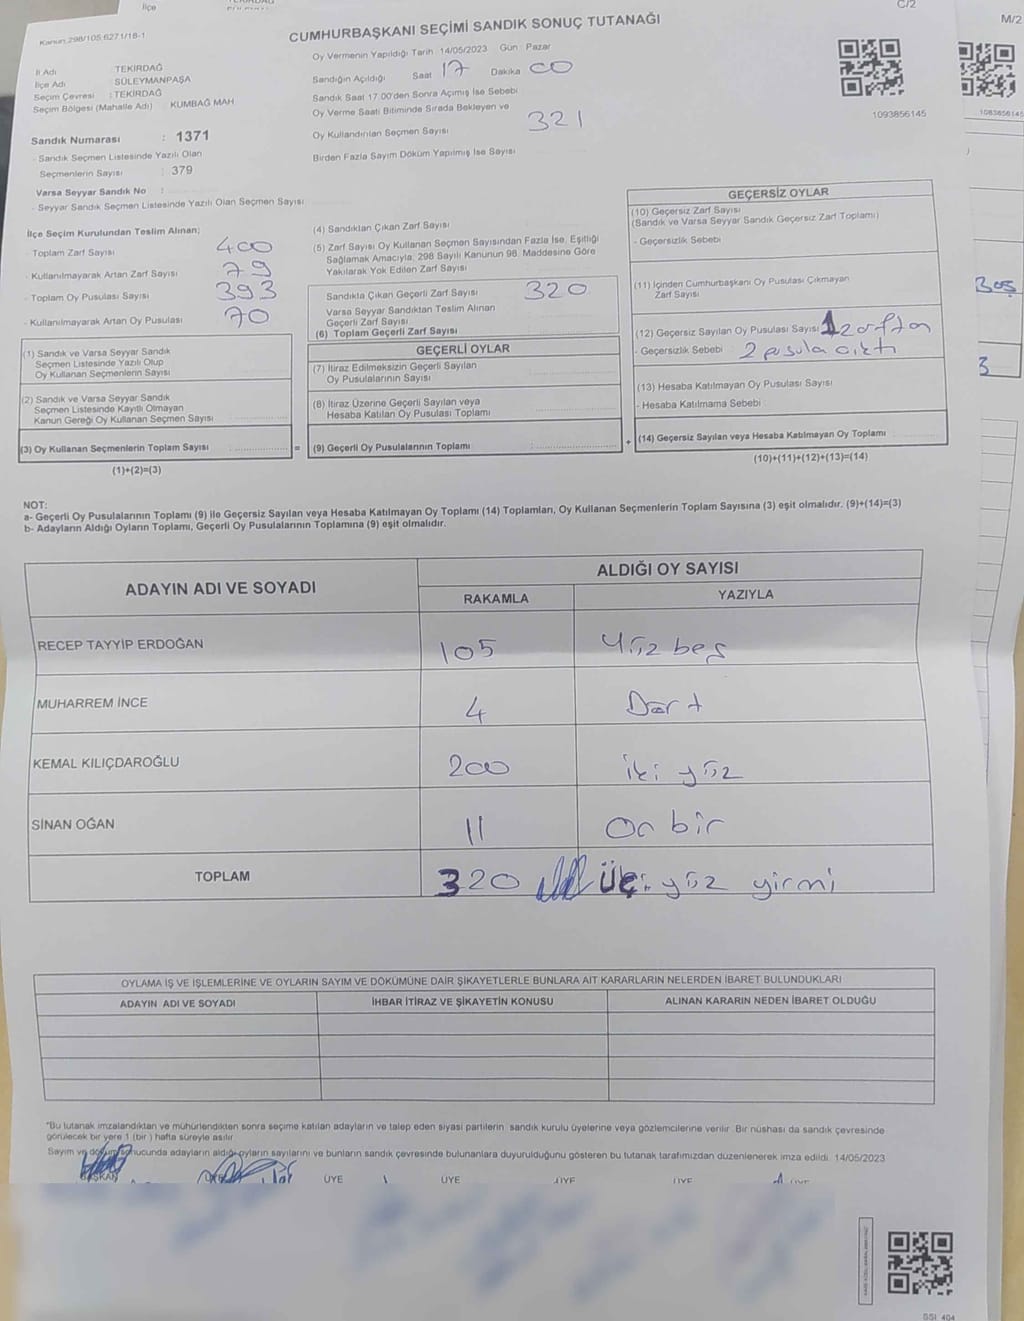 İlçe
C/2
M/2
Kanun:298/105,6271/18-1
CUMHURBAŞKANI SEÇİMİ SANDIK SONUÇ TUTANAĞI
Oy Vermenin Yapıldığı Tarih 14/05/2023 Gün : Pazar
İl Adı : TEKİRDAĞ
İlçe Adı : SÜLEYMANPAŞA
Seçim Çevresi : TEKİRDAĞ
Seçim Bölgesi (Mahalle Adı) : KUMBAĞ MAH
Sandığın Açıldığı Saat 17 Dakika 00
Sandık Saat 17.00'den Sonra Açımış İse Sebebi
Oy Verme Saati Bitiminde Sırada Bekleyen ve
Oy Kullandırılan Seçmen Sayısı 321
Birden Fazla Sayım Döküm Yapılmış İse Sayısı
1093856145
Sandık Numarası : 1371
- Sandık Seçmen Listesinde Yazılı Olan
Seçmenlerin Sayısı : 379
Varsa Seyyar Sandık No :
- Seyyar Sandık Seçmen Listesinde Yazılı Olan Seçmen Sayısı
İlçe Seçim Kurulundan Teslim Alınan;
- Toplam Zarf Sayısı 400
- Kullanılmayarak Artan Zarf Sayısı 79
- Toplam Oy Pusulası Sayısı 393
- Kullanılmayarak Artan Oy Pusulası 70
(4) Sandıktan Çıkan Zarf Sayısı
(5) Zarf Sayısı Oy Kullanan Seçmen Sayısından Fazla İse, Eşitliği
Sağlamak Amacıyla; 298 Sayılı Kanunun 98. Maddesine Göre
Yakılarak Yok Edilen Zarf Sayısı
Sandıkta Çıkan Geçerli Zarf Sayısı 320
Varsa Seyyar Sandıktan Teslim Alınan
Geçerli Zarf Sayısı
(6) Toplam Geçerli Zarf Sayısı
GEÇERSİZ OYLAR
(10) Geçersiz Zarf Sayısı
(Sandık ve Varsa Seyyar Sandık Geçersiz Zarf Toplamı)
- Geçersizlik Sebebi
(11) İçinden Cumhurbaşkanı Oy Pusulası Çıkmayan
Zarf Sayısı
(12) Geçersiz Sayılan Oy Pusulası Sayısı 1 zarftan
- Geçersizlik Sebebi 2 pusula çıktı
(13) Hesaba Katılmayan Oy Pusulası Sayısı
- Hesaba Katılmama Sebebi
(14) Geçersiz Sayılan veya Hesaba Katılmayan Oy Toplamı
(10)+(11)+(12)+(13)=(14)
(1) Sandık ve Varsa Seyyar Sandık
Seçmen Listesinde Yazılı Olup
Oy Kullanan Seçmenlerin Sayısı
(2) Sandık ve Varsa Seyyar Sandık
Seçmen Listesinde Kayıtlı Olmayan
Kanun Gereği Oy Kullanan Seçmen Sayısı
(3) Oy Kullanan Seçmenlerin Toplam Sayısı : =
(1)+(2)=(3)
GEÇERLİ OYLAR
(7) İtiraz Edilmeksizin Geçerli Sayılan
Oy Pusulalarının Sayısı
(8) İtiraz Üzerine Geçerli Sayılan veya
Hesaba Katılan Oy Pusulası Toplamı
(9) Geçerli Oy Pusulalarının Toplamı : +
NOT:
a- Geçerli Oy Pusulalarının Toplamı (9) ile Geçersiz Sayılan veya Hesaba Katılmayan Oy Toplamı (14) Toplamları, Oy Kullanan Seçmenlerin Toplam Sayısına (3) eşit olmalıdır. (9)+(14)=(3)
b- Adayların Aldığı Oyların Toplamı, Geçerli Oy Pusulalarının Toplamına (9) eşit olmalıdır.
ADAYIN ADI VE SOYADI
ALDIĞI OY SAYISI
RAKAMLA YAZIYLA
RECEP TAYYİP ERDOĞAN 105 Yüz beş
MUHARREM İNCE 4 Dört
KEMAL KILIÇDAROĞLU 200 iki yüz
SİNAN OĞAN 11 On bir
TOPLAM 320 üç yüz yirmi
OYLAMA İŞ VE İŞLEMLERİNE VE OYLARIN SAYIM VE DÖKÜMÜNE DAİR ŞİKAYETLERLE BUNLARA AİT KARARLARIN NELERDEN İBARET BULUNDUKLARI
ADAYIN ADI VE SOYADI İHBAR İTİRAZ VE ŞİKAYETİN KONUSU ALINAN KARARIN NEDEN İBARET OLDUĞU
*Bu tutanak imzalandıktan ve mühürlendikten sonra seçime katılan adayların ve talep eden siyasi partilerin sandık kurulu üyelerine veya gözlemcilerine verilir. Bir nüshası da sandık çevresinde
görülecek bir yere 1 (bir) hafta süreyle asılır.
Sayım ve döküm sonucunda adayların aldığı oyların sayılarını ve bunların sandık çevresinde bulunanlara duyurulduğunu gösteren bu tutanak tarafımızdan düzenlenerek imza edildi. 14/05/2023
BAŞKAN ÜYE ÜYE ÜYE ÜYE ÜYE ÜYE
GSİ 404